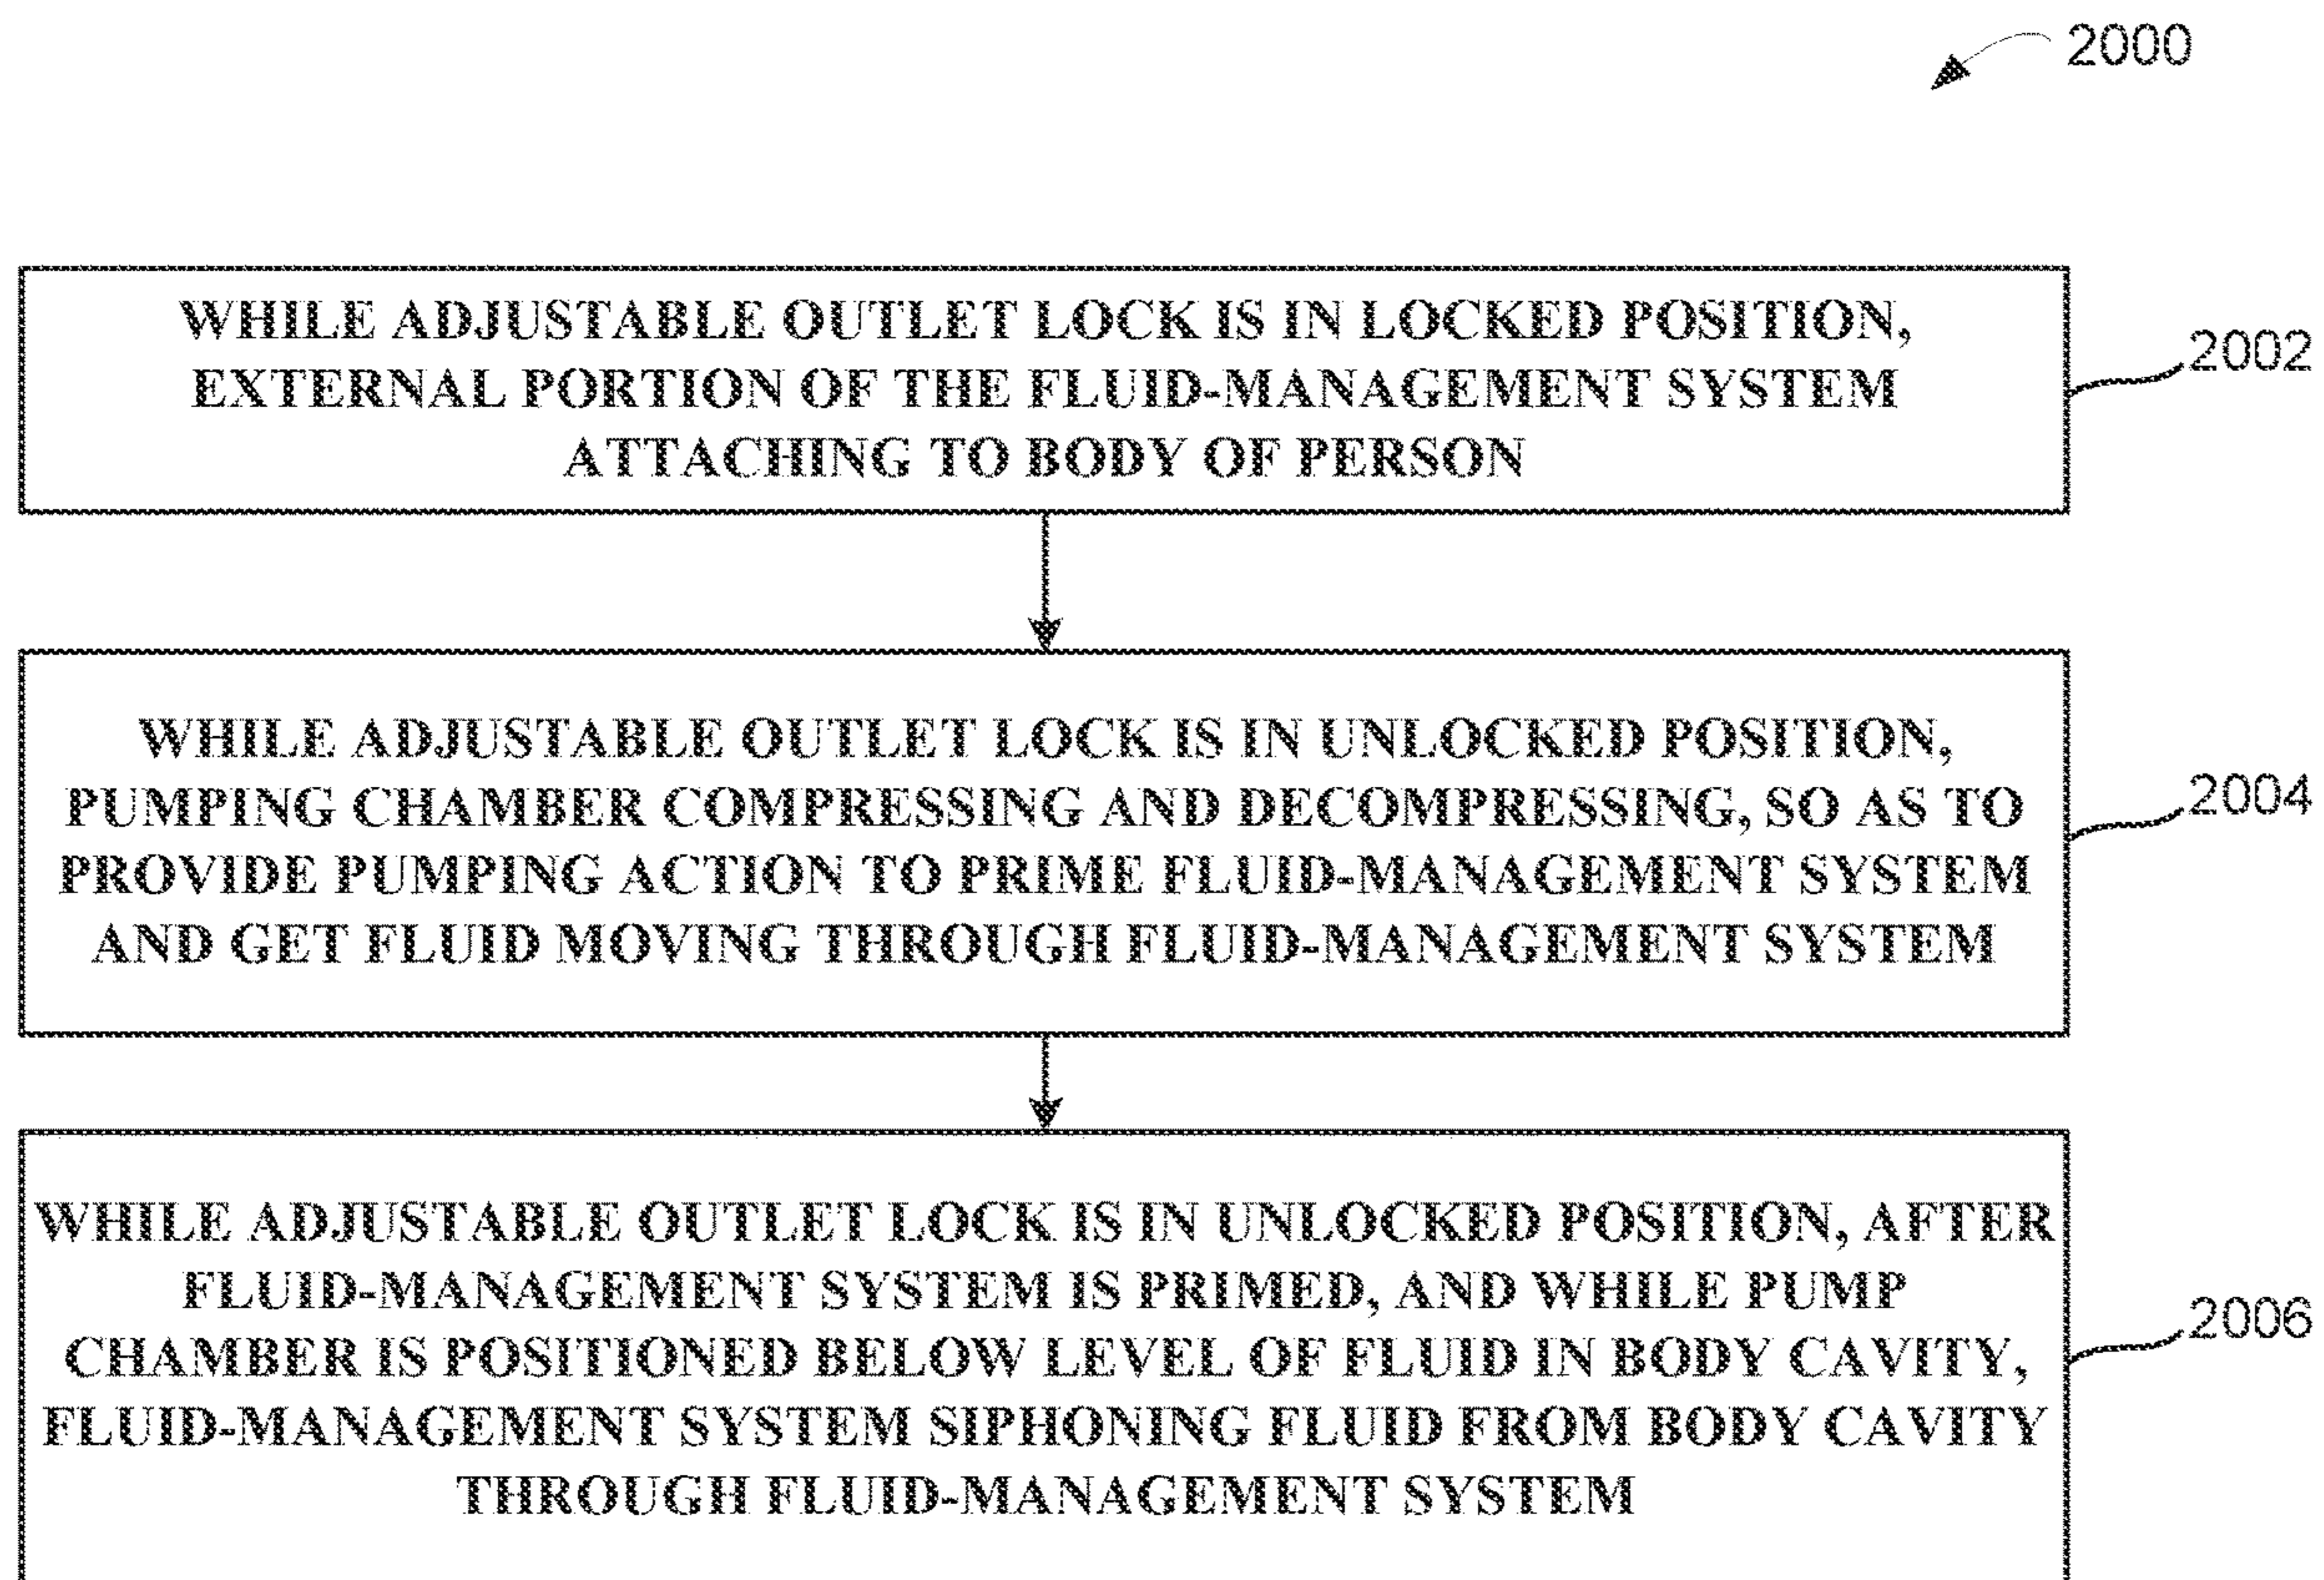 2000
WHILE ADJUSTABLE OUTLET LOCK IS IN LOCKED POSITION,
EXTERNAL PORTION OF THE FLUID-MANAGEMENT SYSTEM
ATTACHING TO BODY OF PERSON
2002
WHILE ADJUSTABLE OUTLET LOCK IS IN UNLOCKED POSITION,
PUMPING CHAMBER COMPRESSING AND DECOMPRESSING, SO AS TO
PROVIDE PUMPING ACTION TO PRIME FLUID-MANAGEMENT SYSTEM
AND GET FLUID MOVING THROUGH FLUID-MANAGEMENT SYSTEM
2004
WHILE ADJUSTABLE OUTLET LOCK IS IN UNLOCKED POSITION, AFTER
FLUID-MANAGEMENT SYSTEM IS PRIMED, AND WHILE PUMP
CHAMBER IS POSITIONED BELOW LEVEL OF FLUID IN BODY CAVITY,
FLUID-MANAGEMENT SYSTEM SIPHONING FLUID FROM BODY CAVITY
THROUGH FLUID-MANAGEMENT SYSTEM
2006